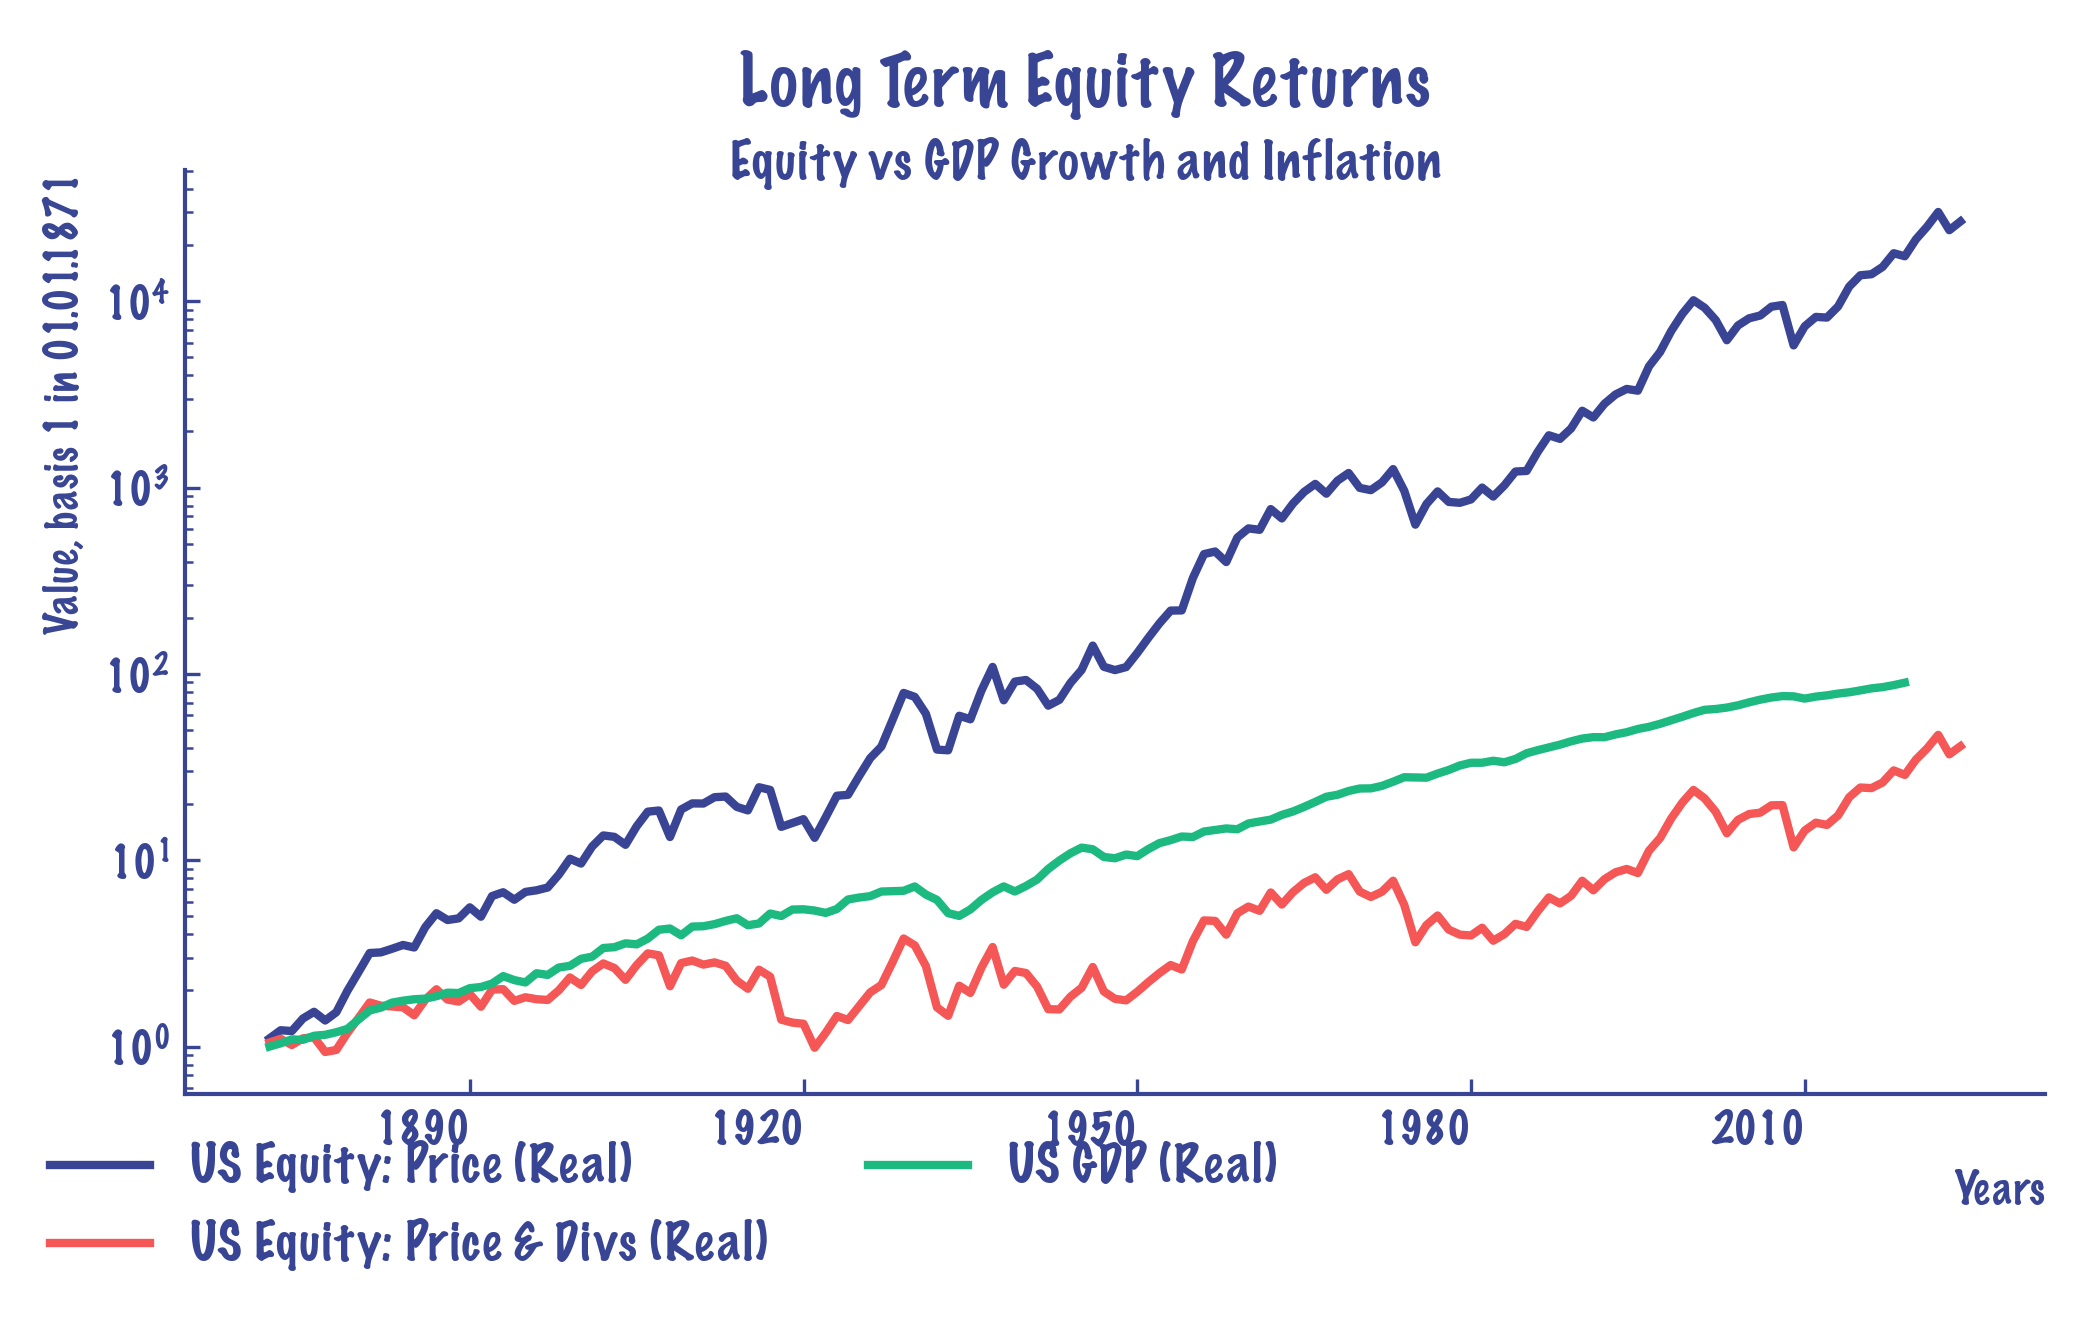 Long Term Equity Returns
Equity vs GDP Growth and Inflation
Value, basis 1 in 01.01.1871
10⁴
10³
10²
10¹
10⁰
1890 1920 1950 1980 2010
Years
US Equity: Price (Real)
US GDP (Real)
US Equity: Price & Divs (Real)